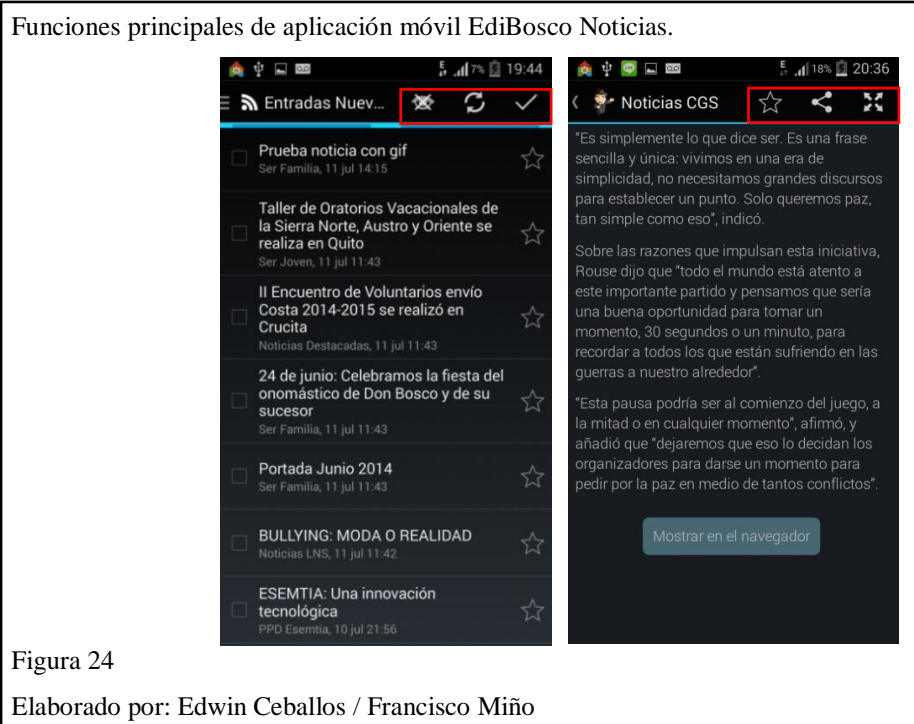 Funciones principales de aplicación móvil EdiBosco Noticias.
7% 19:44
Entradas Nuev...
Prueba noticia con gif
Ser Familia, 11 jul 14:15
Taller de Oratorios Vacacionales de
la Sierra Norte, Austro y Oriente se
realiza en Quito
Ser Joven, 11 jul 11:43
II Encuentro de Voluntarios envío
Costa 2014-2015 se realizó en
Crucita
Noticias Destacadas, 11 jul 11:43
24 de junio: Celebramos la fiesta del
onomástico de Don Bosco y de su
sucesor
Ser Familia, 11 jul 11:43
Portada Junio 2014
Ser Familia, 11 jul 11:43
BULLYING: MODA O REALIDAD
Noticias LNS, 11 jul 11:42
ESEMTIA: Una innovación
tecnológica
PPD Esemtia, 10 jul 21:56
E 18% 20:36
Noticias CGS
“Es simplemente lo que dice ser. Es una frase
sencilla y única: vivimos en una era de
simplicidad, no necesitamos grandes discursos
para establecer un punto. Solo queremos paz,
tan simple como eso”, indicó.
Sobre las razones que impulsan esta iniciativa,
Rouse dijo que “todo el mundo está atento a
este importante partido y pensamos que sería
una buena oportunidad para tomar un
momento, 30 segundos o un minuto, para
recordar a todos los que están sufriendo en las
guerras a nuestro alrededor”.
“Esta pausa podría ser al comienzo del juego, a
la mitad o en cualquier momento”, afirmó, y
añadió que “dejaremos que eso lo decidan los
organizadores para darse un momento para
pedir por la paz en medio de tantos conflictos”.
Mostrar en el navegador
Figura 24
Elaborado por: Edwin Ceballos / Francisco Miño